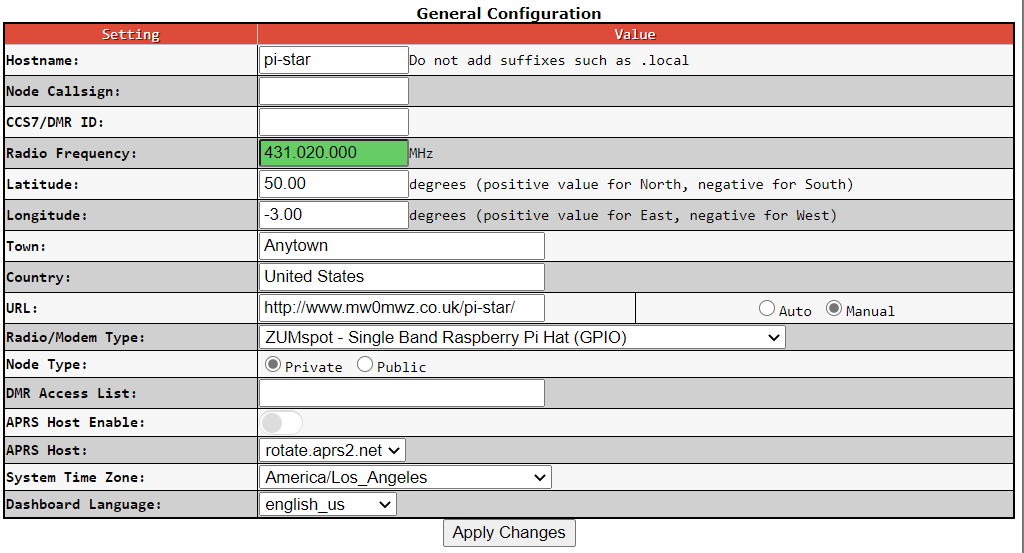 General Configuration
Setting Value
Hostname: pi-star Do not add suffixes such as .local
Node Callsign:
CCS7/DMR ID:
Radio Frequency: 431.020.000 MHz
Latitude: 50.00 degrees (positive value for North, negative for South)
Longitude: -3.00 degrees (positive value for East, negative for West)
Town: Anytown
Country: United States
URL: http://www.mw0mwz.co.uk/pi-star/ Auto Manual
Radio/Modem Type: ZUMspot - Single Band Raspberry Pi Hat (GPIO)
Node Type: Private Public
DMR Access List:
APRS Host Enable:
APRS Host: rotate.aprs2.net
System Time Zone: America/Los_Angeles
Dashboard Language: english_us
Apply Changes